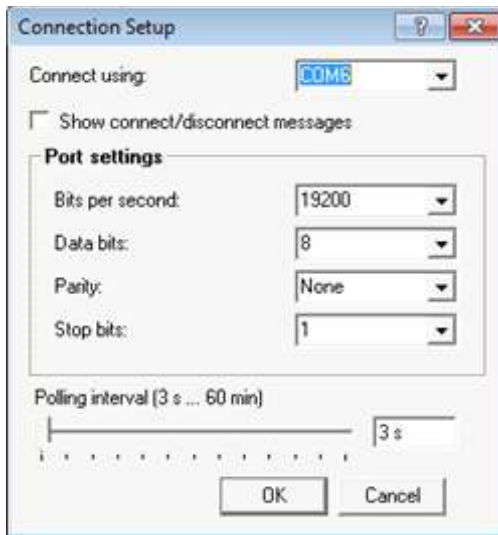 Connection Setup
Connect using: COM6
Show connect/disconnect messages
Port settings
Bits per second: 19200
Data bits: 8
Parity: None
Stop bits: 1
Polling interval (3 s ... 60 min)
3 s
OK Cancel